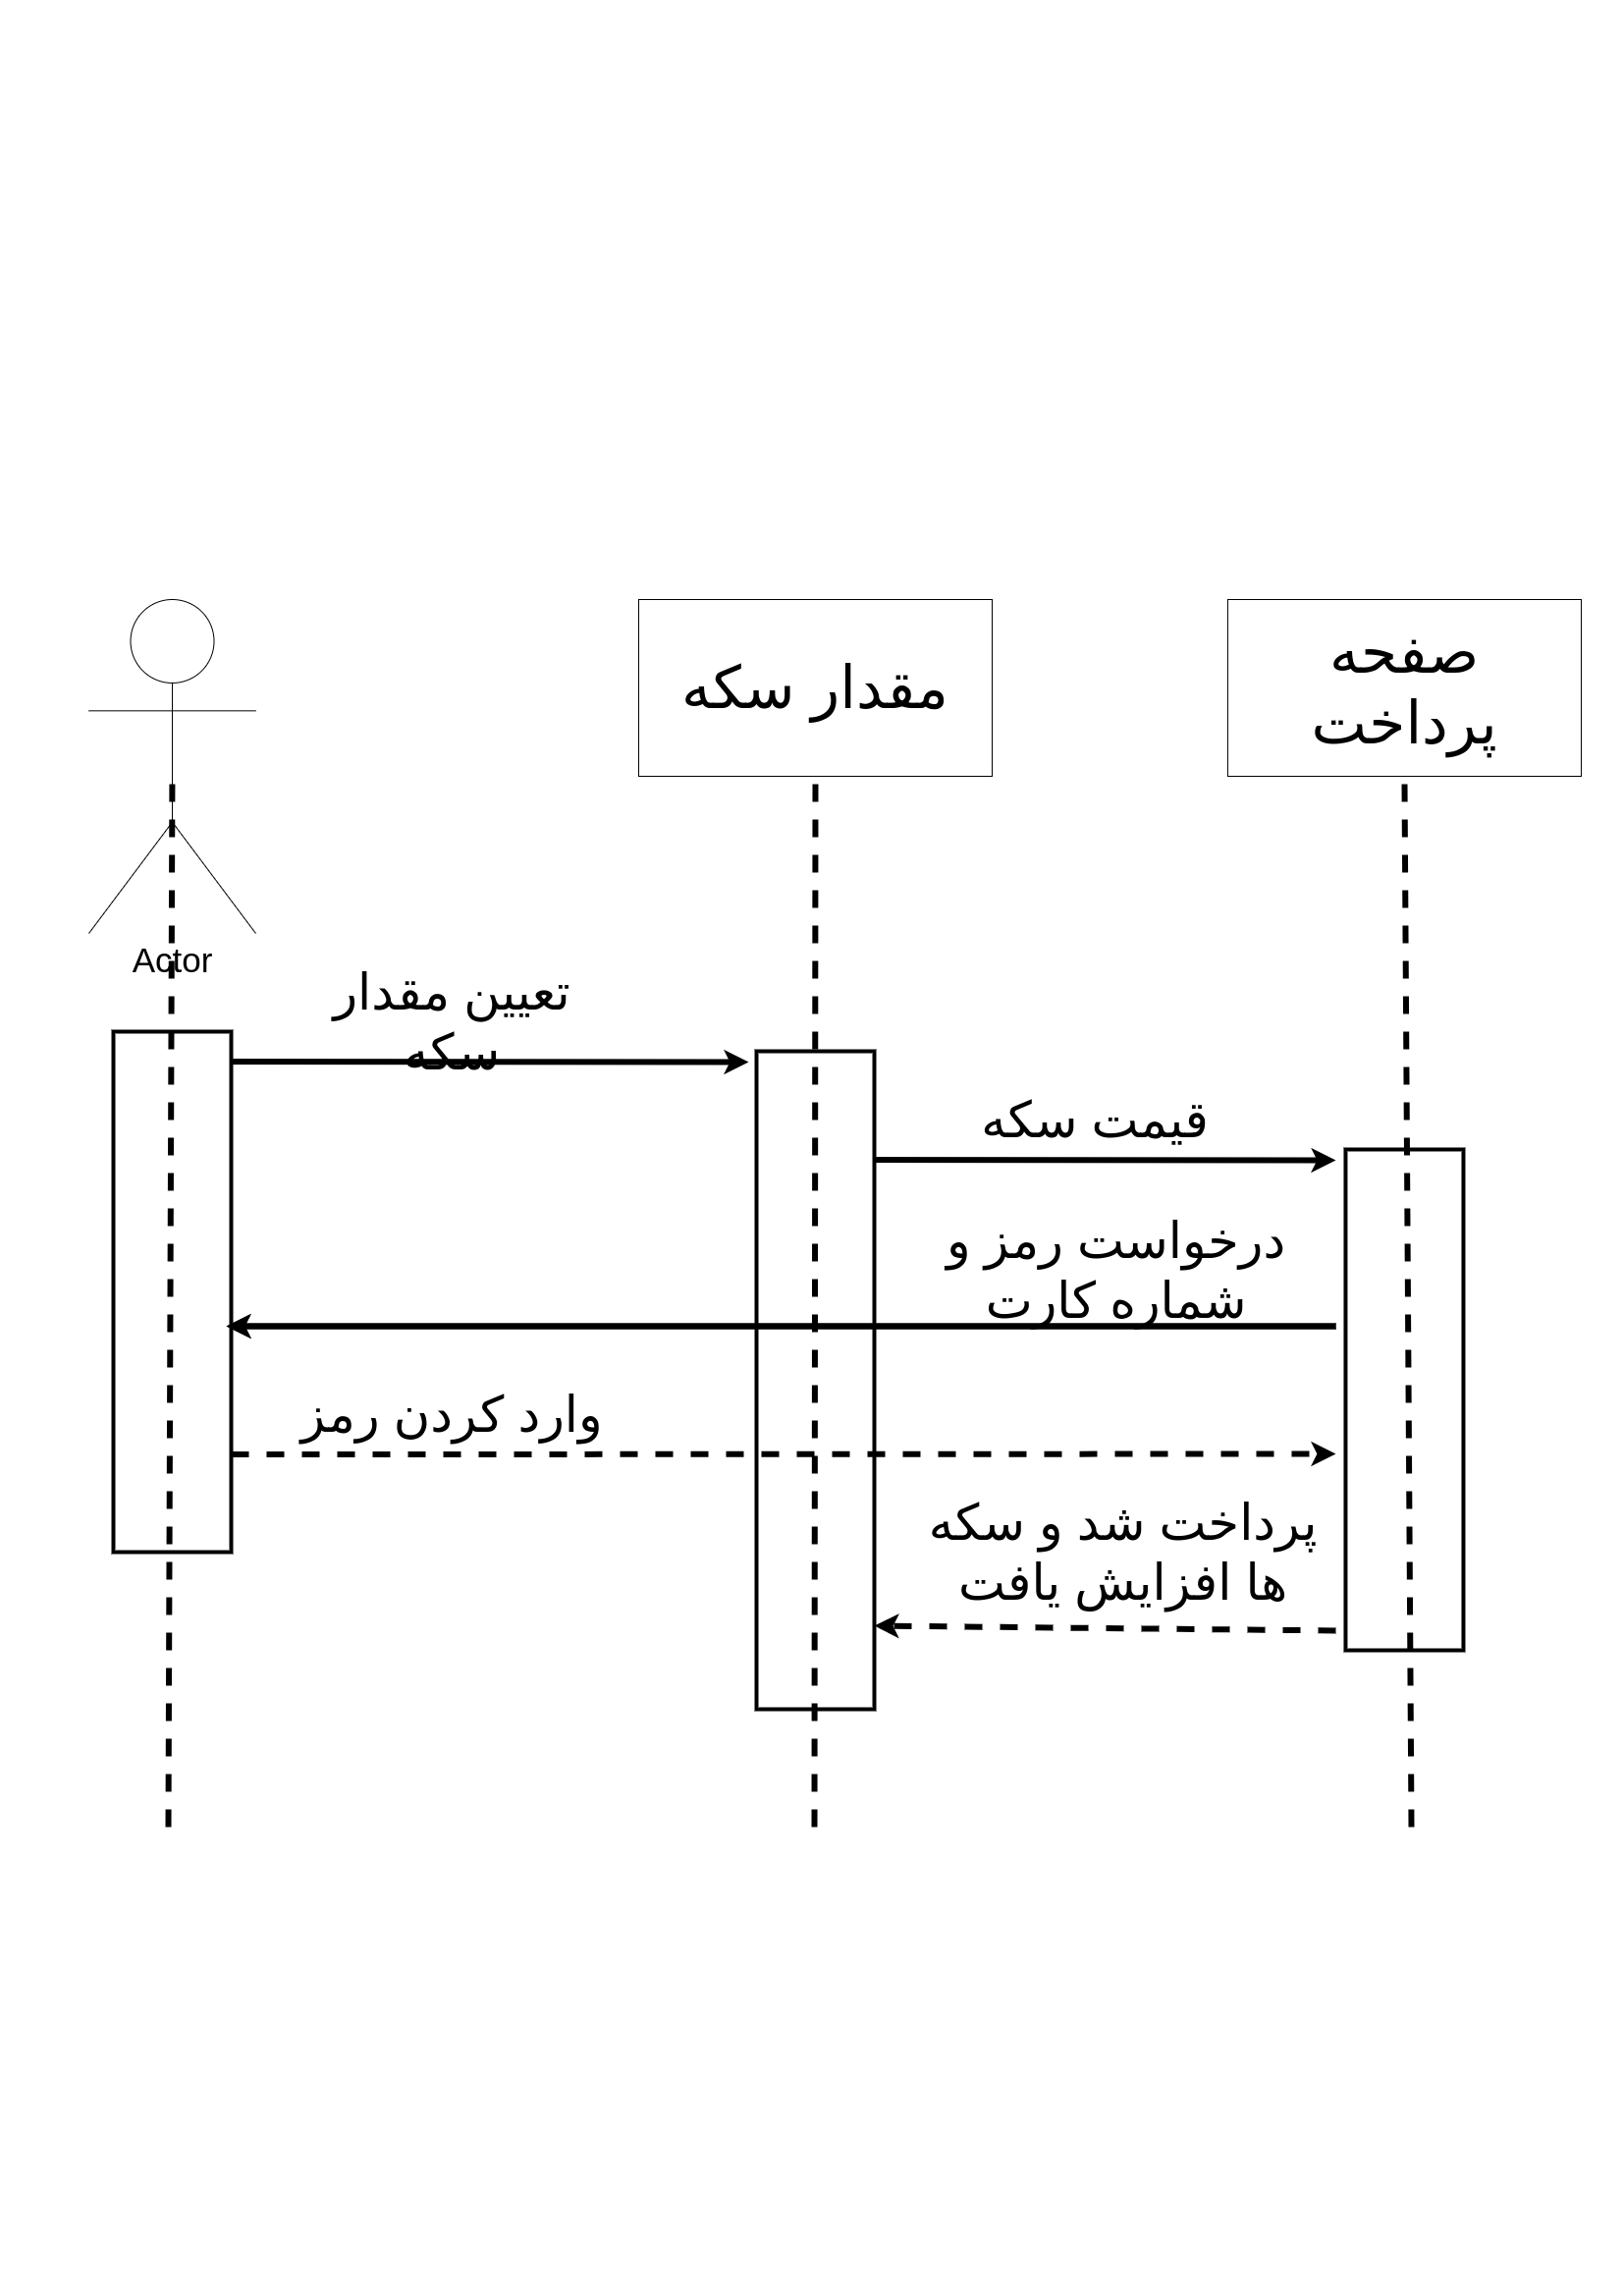 مقدار سکه
صفحه
پرداخت
Actor
تعیین مقدار
سکه
قیمت سکه
درخواست رمز و
شماره کارت
وارد کردن رمز
پرداخت شد و سکه
ها افزایش یافت